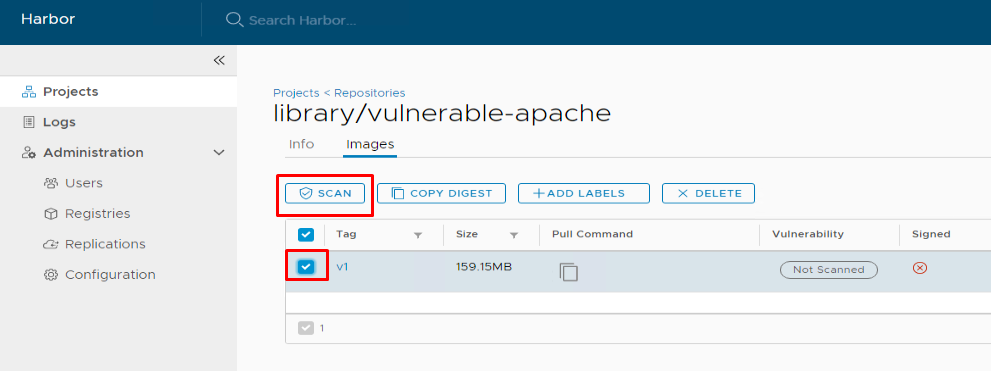 Harbor
Search Harbor...
Projects
Logs
Administration
Users
Registries
Replications
Configuration
Projects < Repositories
library/vulnerable-apache
Info Images
SCAN COPY DIGEST +ADD LABELS DELETE
Tag Size Pull Command Vulnerability Signed
v1 159.15MB Not Scanned
1